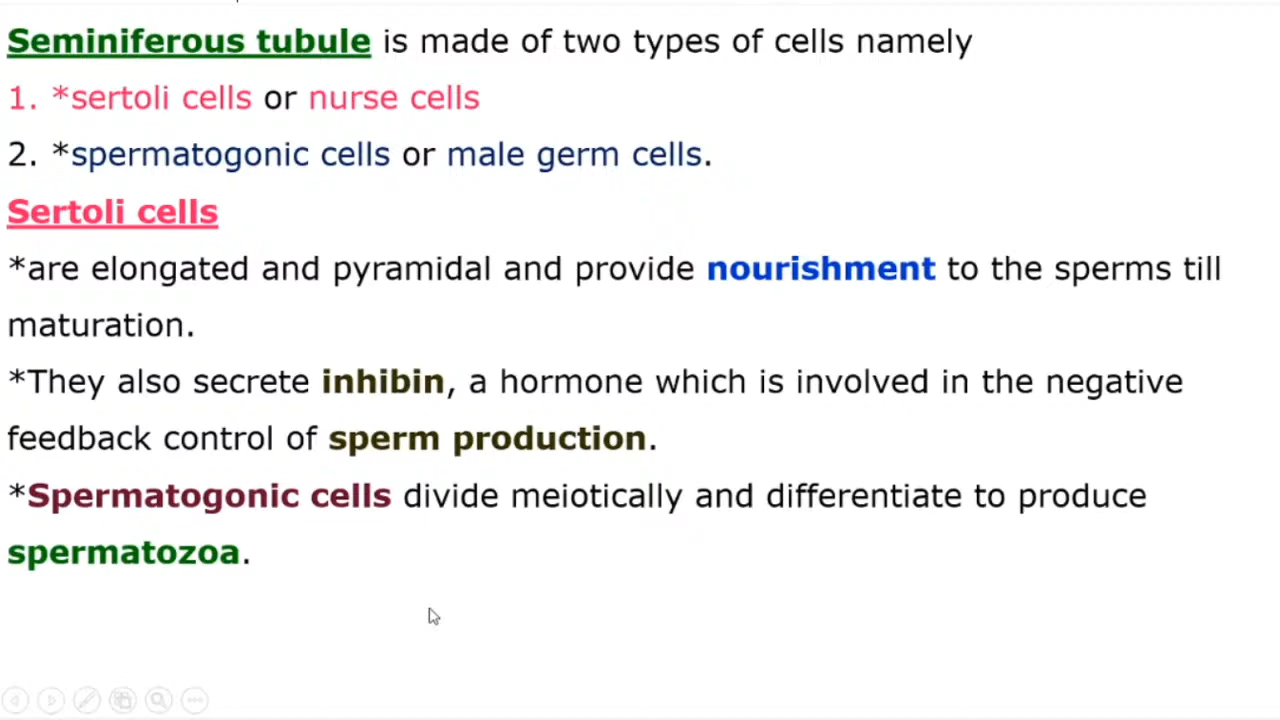 Seminiferous tubule is made of two types of cells namely
1. *sertoli cells or nurse cells
2. *spermatogonic cells or male germ cells.
Sertoli cells
*are elongated and pyramidal and provide nourishment to the sperms till
maturation.
*They also secrete inhibin, a hormone which is involved in the negative
feedback control of sperm production.
*Spermatogonic cells divide meiotically and differentiate to produce
spermatozoa.